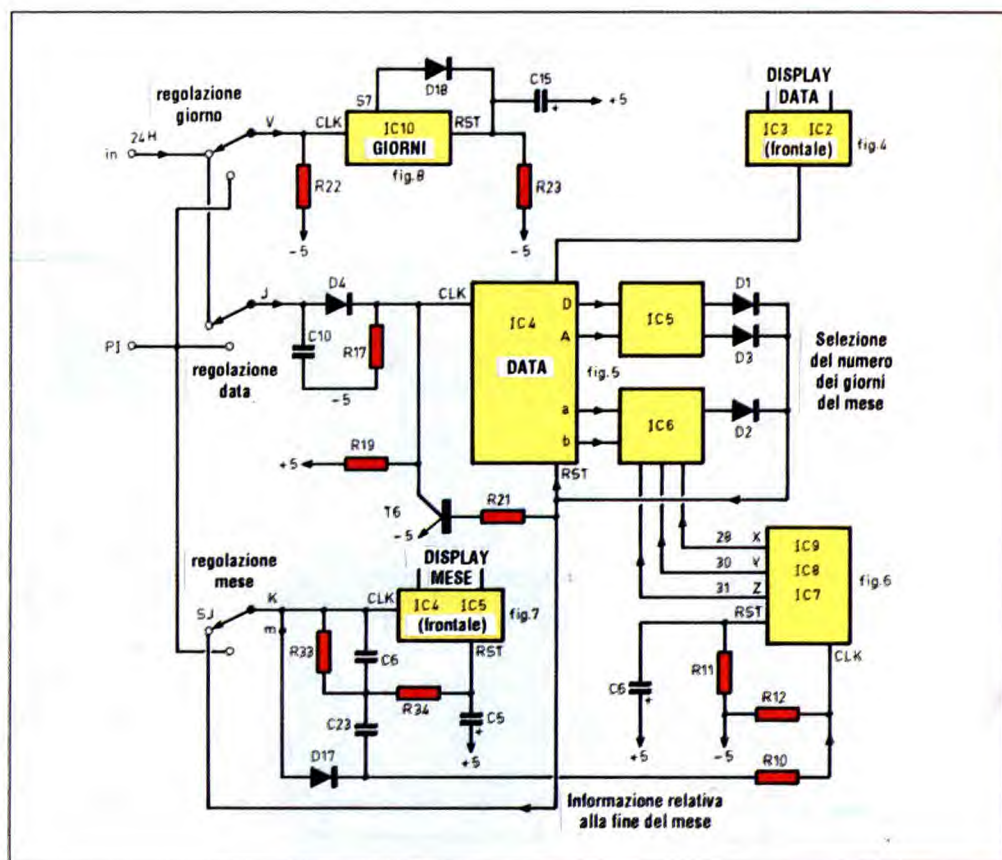 regolazione
giorno
in
24H
V
CLK
S7
D18
IC10
GIORNI
fig.8
RST
C15
+5
R22
-5
R23
-5
DISPLAY
DATA
IC3 IC2
(frontale)
fig.4
PI
J
D4
C10
R17
-5
regolazione
data
CLK
IC4
DATA
D
A
a
b
RST
fig.5
IC5
IC6
D1
D3
D2
Selezione
del numero
dei giorni
del mese
+5
R19
T6
-5
R21
regolazione
mese
SJ
K
m
DISPLAY
MESE
CLK
IC4 IC5
(frontale)
fig.7
RST
R33
C6
R34
C5
+5
C23
D17
28 X
30 Y
31 Z
RST
IC9
IC8
IC7
fig.6
CLK
C6
+5
R11
-5
R12
R10
Informazione relativa
alla fine del mese